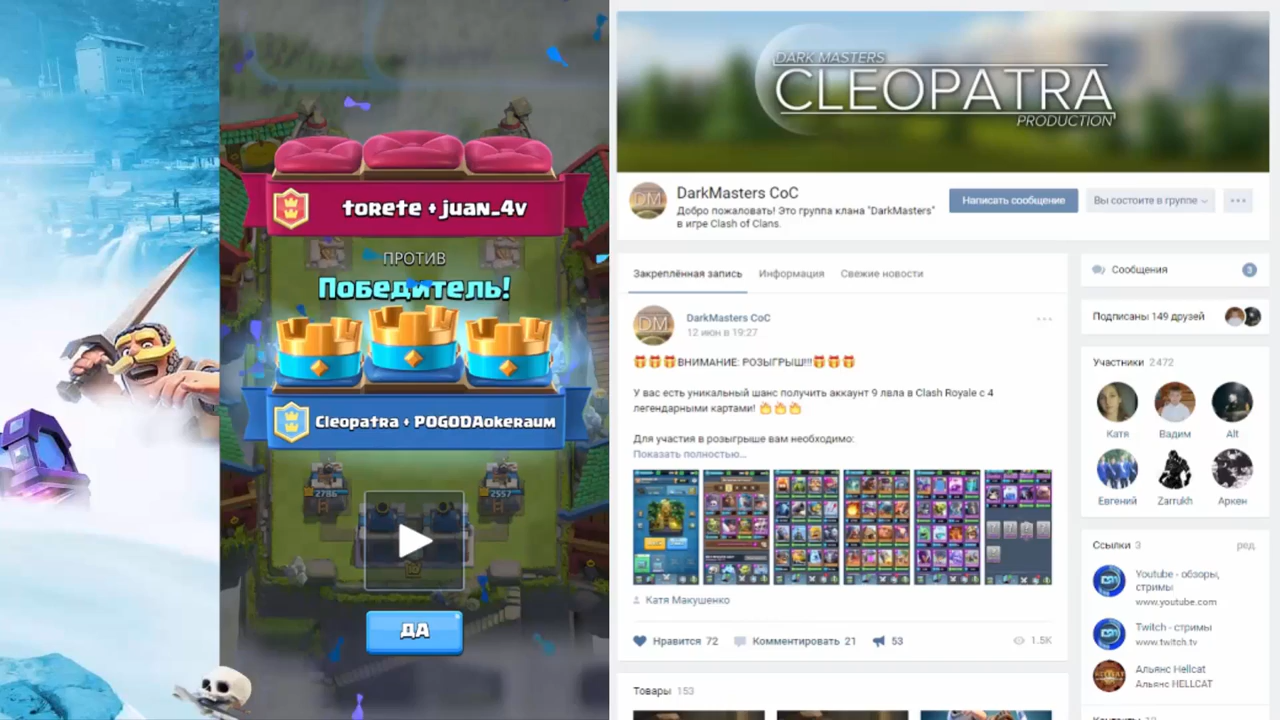 torete + juan_4v
ПРОТИВ
Победитель!
Cleopatra + POGODAokeraum
2786
2557
ДА
DARK MASTERS
CLEOPATRA
PRODUCTION
DM
DarkMasters CoC
Добро пожаловать! Это группа клана "DarkMasters"
в игре Clash of Clans.
Написать сообщение
Вы состоите в группе
Закреплённая запись
Информация
Свежие новости
DM
DarkMasters CoC
12 июн в 19:27
ВНИМАНИЕ: РОЗЫГРЫШ!!!
У вас есть уникальный шанс получить аккаунт 9 лвла в Clash Royale с 4
легендарными картами!
Для участия в розыгрыше вам необходимо:
Показать полностью...
Катя Макушенко
Нравится 72
Комментировать 21
53
1.5K
Товары 153
Сообщения
3
Подписаны 149 друзей
Участники 2472
Катя
Вадим
Alt
Евгений
Zarrukh
Аркен
Ссылки 3
ред.
Youtube - обзоры,
стримы
www.youtube.com
Twitch - стримы
www.twitch.tv
Альянс Hellcat
Альянс HELLCAT